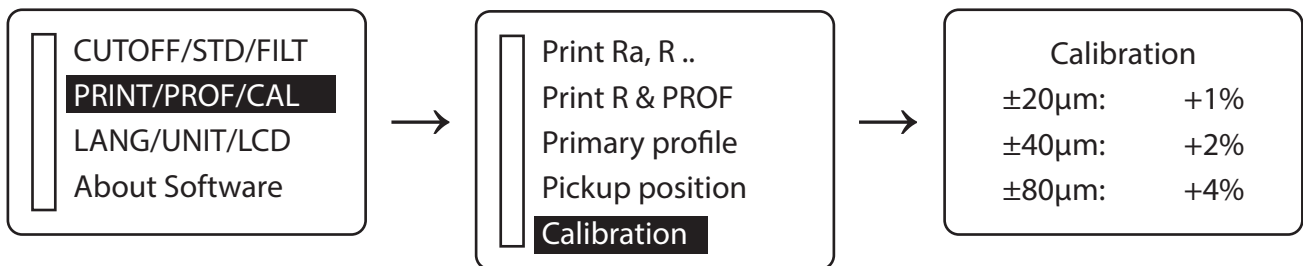 CUTOFF/STD/FILT
PRINT/PROF/CAL
LANG/UNIT/LCD
About Software
Print Ra, R ..
Print R & PROF
Primary profile
Pickup position
Calibration
Calibration
±20μm: +1%
±40μm: +2%
±80μm: +4%